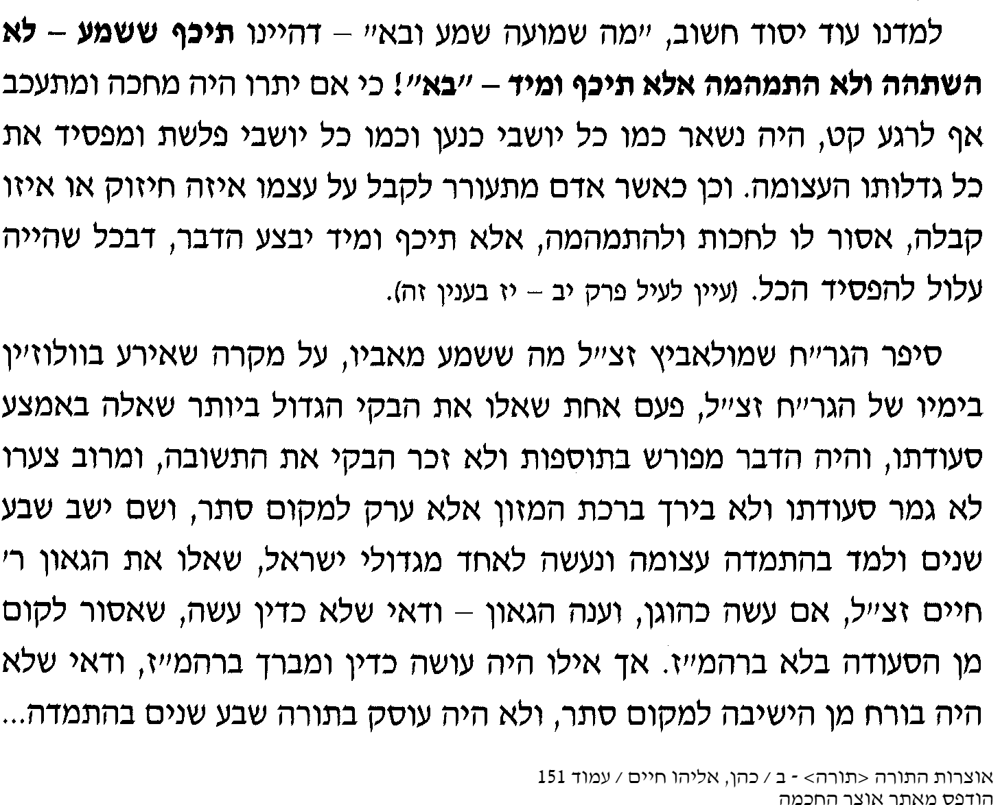 למדנו עוד יסוד חשוב, "מה שמועה שמע ובא" – דהיינו תיכף ששמע – לא
השתהה ולא התמהמה אלא תיכף ומיד – "בא"! כי אם יתרו היה מחכה ומתעכב
אף לרגע קט, היה נשאר כמו כל יושבי כנען וכמו כל יושבי פלשת ומפסיד את
כל גדלותו העצומה. וכן כאשר אדם מתעורר לקבל על עצמו איזה חיזוק או איזו
קבלה, אסור לו לחכות ולהתמהמה, אלא תיכף ומיד יבצע הדבר, דבכל שהייה
עלול להפסיד הכל. (עיין לעיל פרק יב – יז בענין זה).
סיפר הגר"ח שמולאביץ זצ"ל מה ששמע מאביו, על מקרה שאירע בוולוז'ין
בימיו של הגר"ח זצ"ל, פעם אחת שאלו את הבקי הגדול ביותר שאלה באמצע
סעודתו, והיה הדבר מפורש בתוספות ולא זכר הבקי את התשובה, ומרוב צערו
לא גמר סעודתו ולא בירך ברכת המזון אלא ערק למקום סתר, ושם ישב שבע
שנים ולמד בהתמדה עצומה ונעשה לאחד מגדולי ישראל, שאלו את הגאון ר'
חיים זצ"ל, אם עשה כהוגן, וענה הגאון – ודאי שלא כדין עשה, שאסור לקום
מן הסעודה בלא ברהמ"ז. אך אילו היה עושה כדין ומברך ברהמ"ז, ודאי שלא
היה בורח מן הישיבה למקום סתר, ולא היה עוסק בתורה שבע שנים בהתמדה...
אוצרות התורה <תורה> - ב / כהן, אליהו חיים / עמוד 151
הודפס מאתר אוצר החכמה